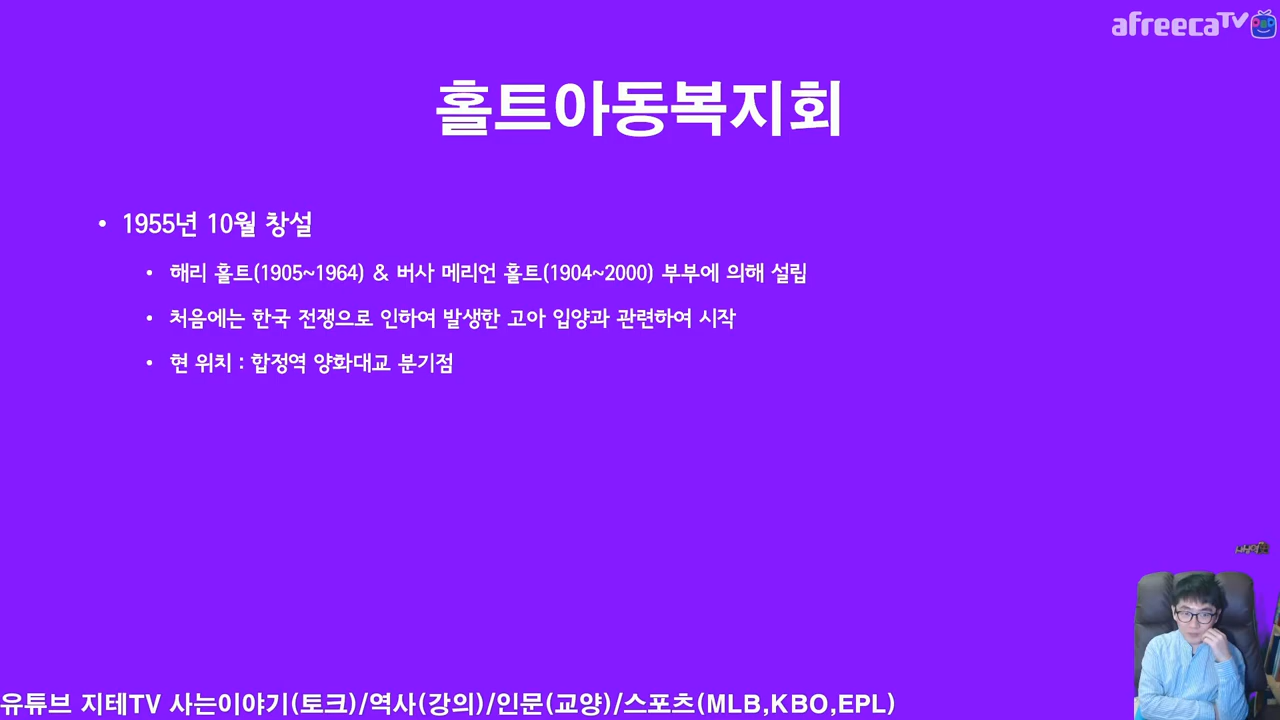 afreecaTV
홀트아동복지회
• 1955년 10월 창설
• 해리 홀트(1905~1964) & 버사 메리언 홀트(1904~2000) 부부에 의해 설립
• 처음에는 한국 전쟁으로 인하여 발생한 고아 입양과 관련하여 시작
• 현 위치 : 합정역 양화대교 분기점
유튜브 지테TV 사는이야기(토크)/역사(강의)/인문(교양)/스포츠(MLB,KBO,EPL)